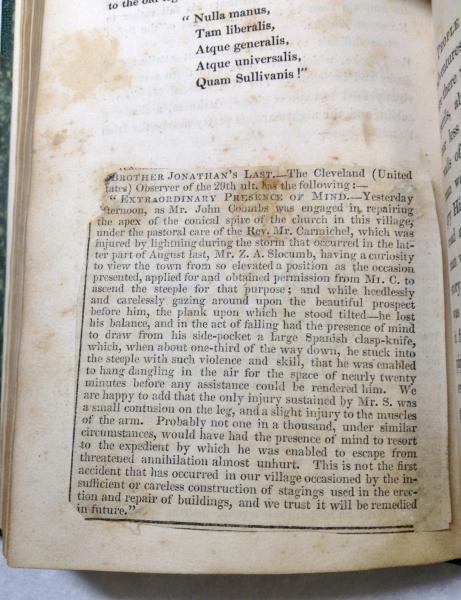 to the old
" Nulla manus,
Tam liberalis,
Atque generalis,
Atque universalis,
Quam Sullivanis !"
BROTHER JONATHAN'S LAST.—The Cleveland (United
States) Observer of the 29th ult. has the following :—
" EXTRAORDINARY PRESENCE OF MIND.—Yesterday
afternoon, as Mr. John Coombs was engaged in repairing
the apex of the conical spire of the church in this village,
under the pastoral care of the Rev. Mr. Carmichel, which was
injured by lightning during the storm that occurred in the lat-
ter part of August last, Mr. Z. A. Slocumb, having a curiosity
to view the town from so elevated a position as the occasion
presented, applied for and obtained permission from Mr. C. to
ascend the steeple for that purpose ; and while heedlessly
and carelessly gazing around upon the beautiful prospect
before him, the plank upon which he stood tilted—he lost
his balance, and in the act of falling had the presence of mind
to draw from his side-pocket a large Spanish clasp-knife,
which, when about one-third of the way down, he stuck into
the steeple with such violence and skill, that he was enabled
to hang dangling in the air for the space of nearly twenty
minutes before any assistance could be rendered him. We
are happy to add that the only injury sustained by Mr. S. was
a small contusion on the leg, and a slight injury to the muscles
of the arm. Probably not one in a thousand, under similar
circumstances, would have had the presence of mind to resort
to the expedient by which he was enabled to escape from
threatened annihilation almost unhurt. This is not the first
accident that has occurred in our village occasioned by the in-
sufficient or careless construction of stagings used in the erec-
tion and repair of buildings, and we trust it will be remedied
in future."
PEOPLE